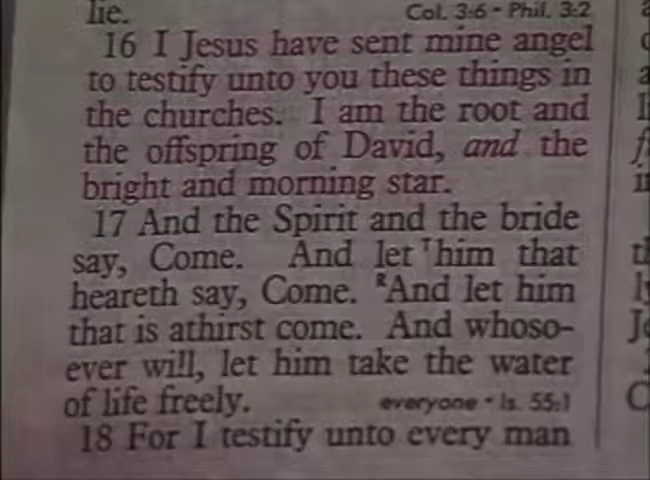 lie. Col. 3:6 - Phil. 3:2
16 I Jesus have sent mine angel
to testify unto you these things in
the churches. I am the root and
the offspring of David, and the
bright and morning star.
17 And the Spirit and the bride
say, Come. And let T him that
heareth say, Come. R And let him
that is athirst come. And whoso-
ever will, let him take the water
of life freely. everyone - Is. 55:1
18 For I testify unto every man